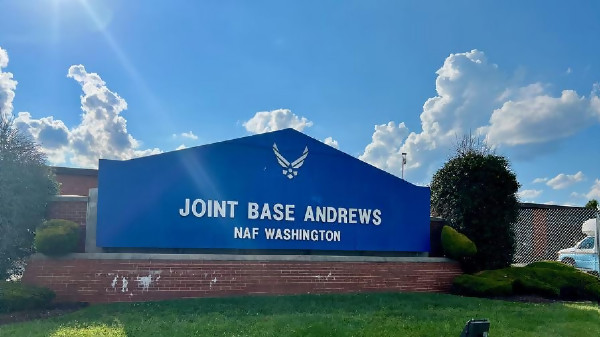 JOINT BASE ANDREWS
NAF WASHINGTON